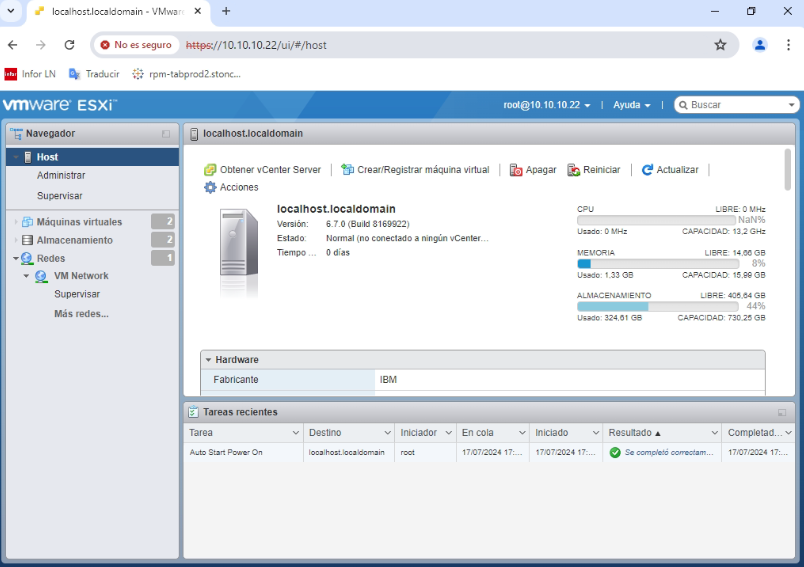 localhost.localdomain - VMware
No es seguro https://10.10.10.22/ui/#/host
infor Infor LN Traducir rpm-tabprod2.stonc...
vmware ESXi™ root@10.10.10.22 Ayuda Buscar
Navegador
Host
Administrar
Supervisar
Máquinas virtuales 2
Almacenamiento 2
Redes 1
VM Network
Supervisar
Más redes...
localhost.localdomain
Obtener vCenter Server Crear/Registrar máquina virtual Apagar Reiniciar Actualizar
Acciones
localhost.localdomain
Versión: 6.7.0 (Build 8169922)
Estado: Normal (no conectado a ningún vCenter...
Tiempo ... 0 días
CPU LIBRE: 0 MHz
NaN%
Usado: 0 MHz CAPACIDAD: 13,2 GHz
MEMORIA LIBRE: 14,66 GB
8%
Usado: 1,33 GB CAPACIDAD: 15,99 GB
ALMACENAMIENTO LIBRE: 405,64 GB
44%
Usado: 324,61 GB CAPACIDAD: 730,25 GB
Hardware
Fabricante IBM
Tareas recientes
Tarea Destino Iniciador En cola Iniciado Resultado ▲ Completad...
Auto Start Power On localhost.localdomain root 17/07/2024 17:... 17/07/2024 17:... Se completó correctam... 17/07/2024 17:...